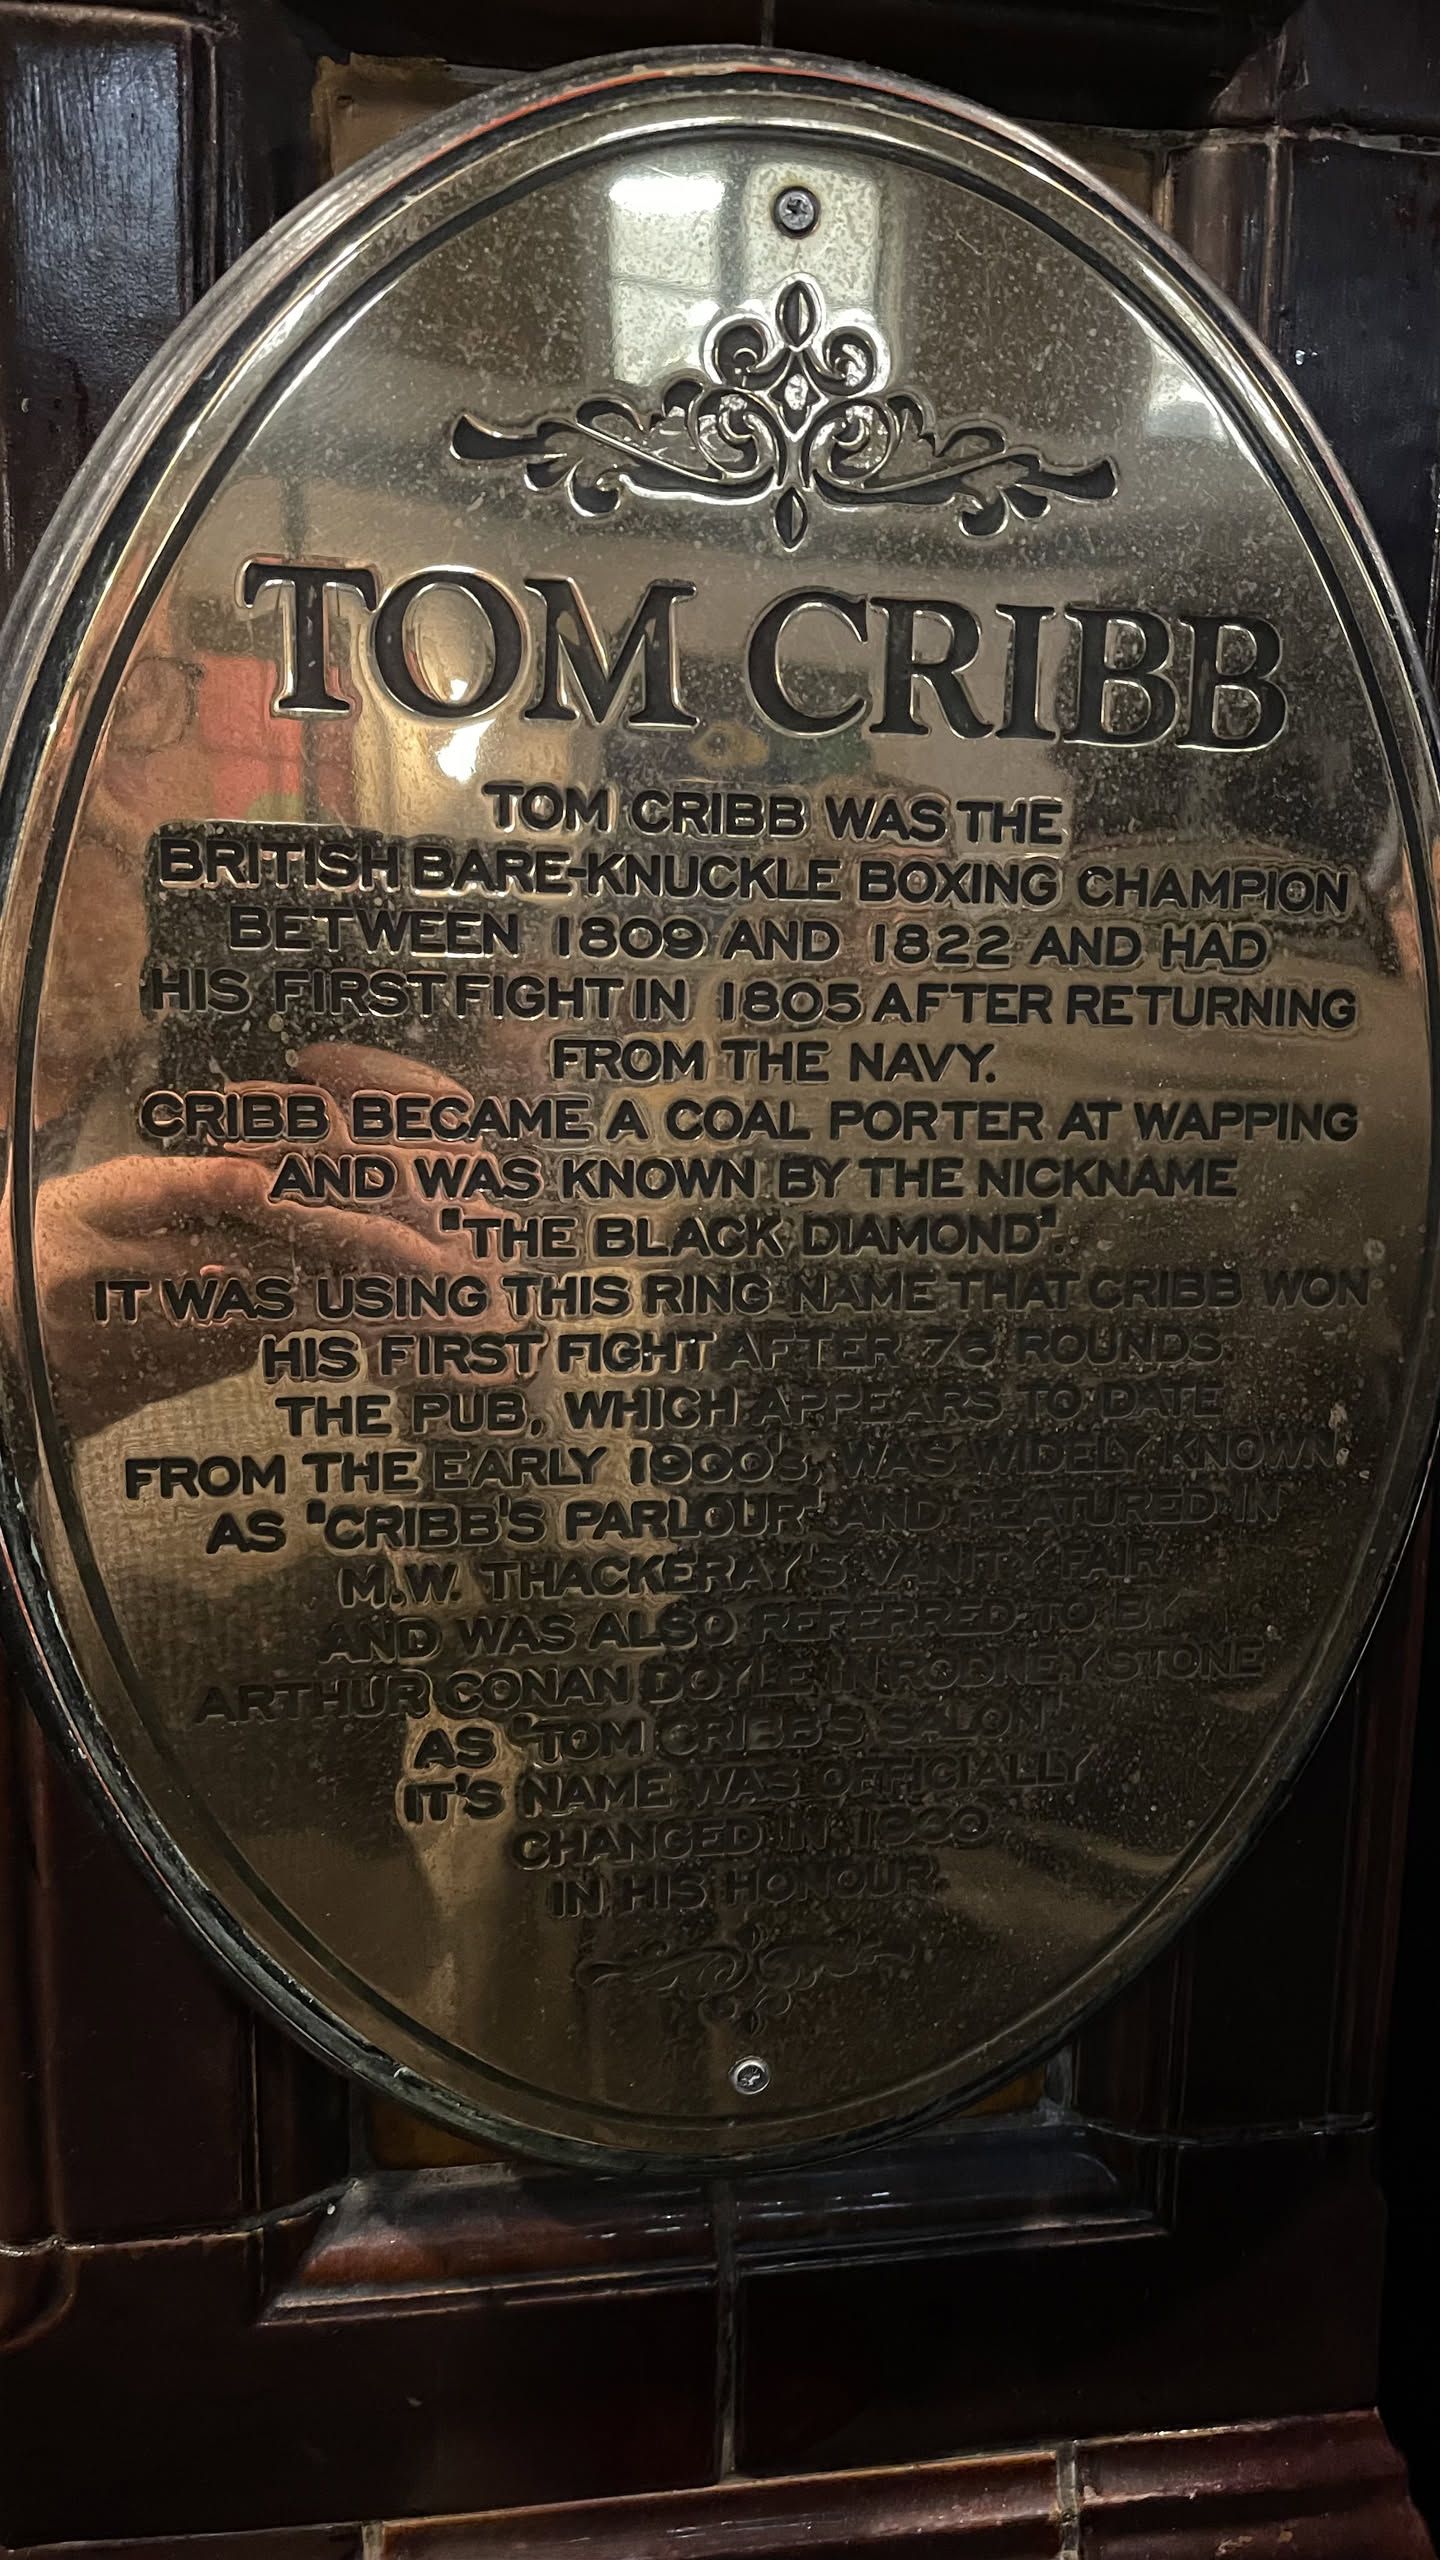 TOM CRIBB
TOM CRIBB WAS THE
BRITISH BARE-KNUCKLE BOXING CHAMPION
BETWEEN 1809 AND 1822 AND HAD
HIS FIRST FIGHT IN 1805 AFTER RETURNING
FROM THE NAVY.
CRIBB BECAME A COAL PORTER AT WAPPING
AND WAS KNOWN BY THE NICKNAME
"THE BLACK DIAMOND".
IT WAS USING THIS RING NAME THAT CRIBB WON
HIS FIRST FIGHT AFTER 76 ROUNDS
THE PUB, WHICH APPEARS TO DATE
FROM THE EARLY 1900's, WAS WIDELY KNOWN
AS "CRIBB'S PARLOUR" AND FEATURED IN
M.W. THACKERAY'S VANITY FAIR
AND WAS ALSO REFERRED TO BY
ARTHUR CONAN DOYLE IN RODNEY STONE
AS "TOM CRIBB'S SALON".
IT'S NAME WAS OFFICIALLY
CHANGED IN
IN HIS HONOUR.